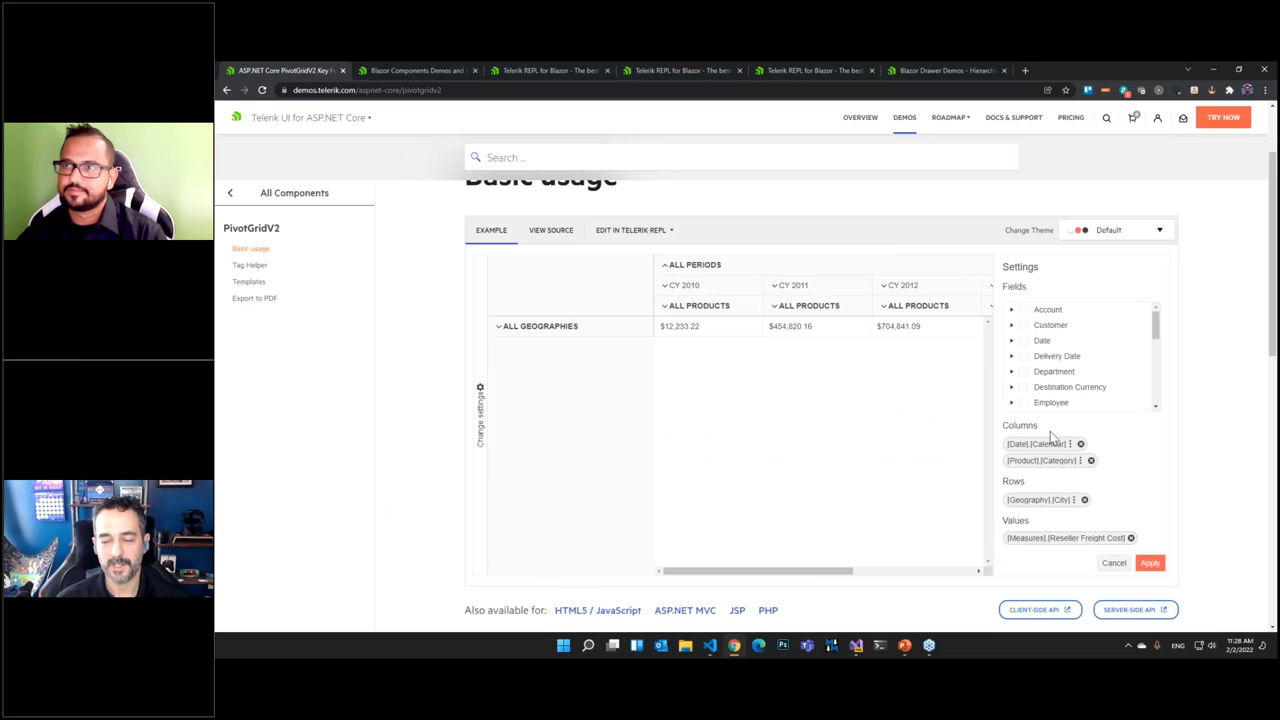 ASP.NET Core PivotGridV2 Key F
Blazor Components Demos and
Telerik REPL for Blazor - The best
Telerik REPL for Blazor - The best
Telerik REPL for Blazor - The best
Blazor Drawer Demos - Hierarch
demos.telerik.com/aspnet-core/pivotgridv2
Telerik UI for ASP.NET Core
OVERVIEW DEMOS ROADMAP DOCS & SUPPORT PRICING TRY NOW
Search ...
All Components
Basic usage
PivotGridV2
Basic usage
Tag Helper
Templates
Export to PDF
EXAMPLE VIEW SOURCE EDIT IN TELERIK REPL Change Theme Default
Change settings
ALL PERIODS
CY 2010 CY 2011 CY 2012
ALL PRODUCTS ALL PRODUCTS ALL PRODUCTS
ALL GEOGRAPHIES $12,233.22 $454,820.16 $704,841.09
Settings
Fields
Account
Customer
Date
Delivery Date
Department
Destination Currency
Employee
Columns
[Date].[Calendar]
[Product].[Category]
Rows
[Geography].[City]
Values
[Measures].[Reseller Freight Cost]
Cancel Apply
Also available for: HTML5 / JavaScript ASP.NET MVC JSP PHP
CLIENT-SIDE API SERVER-SIDE API
ENG
11:28 AM
2/2/2022